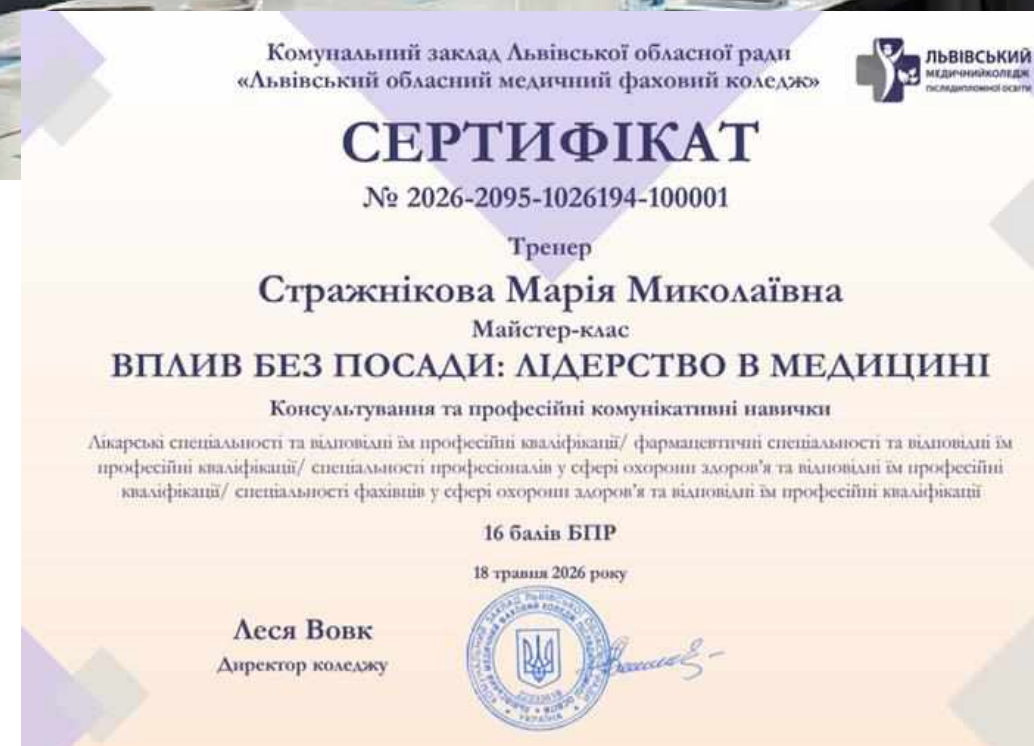 Комунальний заклад Львівської обласної ради
«Львівський обласний медичний фаховий коледж»
ЛЬВІВСЬКИЙ
МЕДИЧНИЙКОЛЕДЖ
ПІСЛЯДИПЛОМНОЇ ОСВІТИ
СЕРТИФІКАТ
№ 2026-2095-1026194-100001
Тренер
Стражнікова Марія Миколаївна
Майстер-клас
ВПЛИВ БЕЗ ПОСАДИ: ЛІДЕРСТВО В МЕДИЦИНІ
Консультування та професійні комунікативні навички
Лікарські спеціальності та відповідні їм професійні кваліфікації/ фармацевтичні спеціальності та відповідні їм
професійні кваліфікації/ спеціальності професіоналів у сфері охорони здоров'я та відповідні їм професійні
кваліфікації/ спеціальності фахівців у сфері охорони здоров'я та відповідні їм професійні кваліфікації
16 балів БПР
18 травня 2026 року
Леся Вовк
Директор коледжу
УКРАЇНА